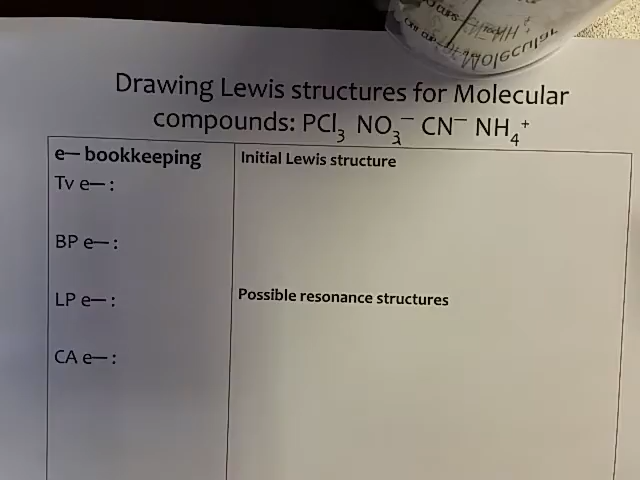 Molecular
Drawing Lewis structures for Molecular
compounds: PCl₃ NO₃⁻ CN⁻ NH₄⁺
e– bookkeeping
Initial Lewis structure
Tv e–:
BP e–:
LP e–:
Possible resonance structures
CA e–: